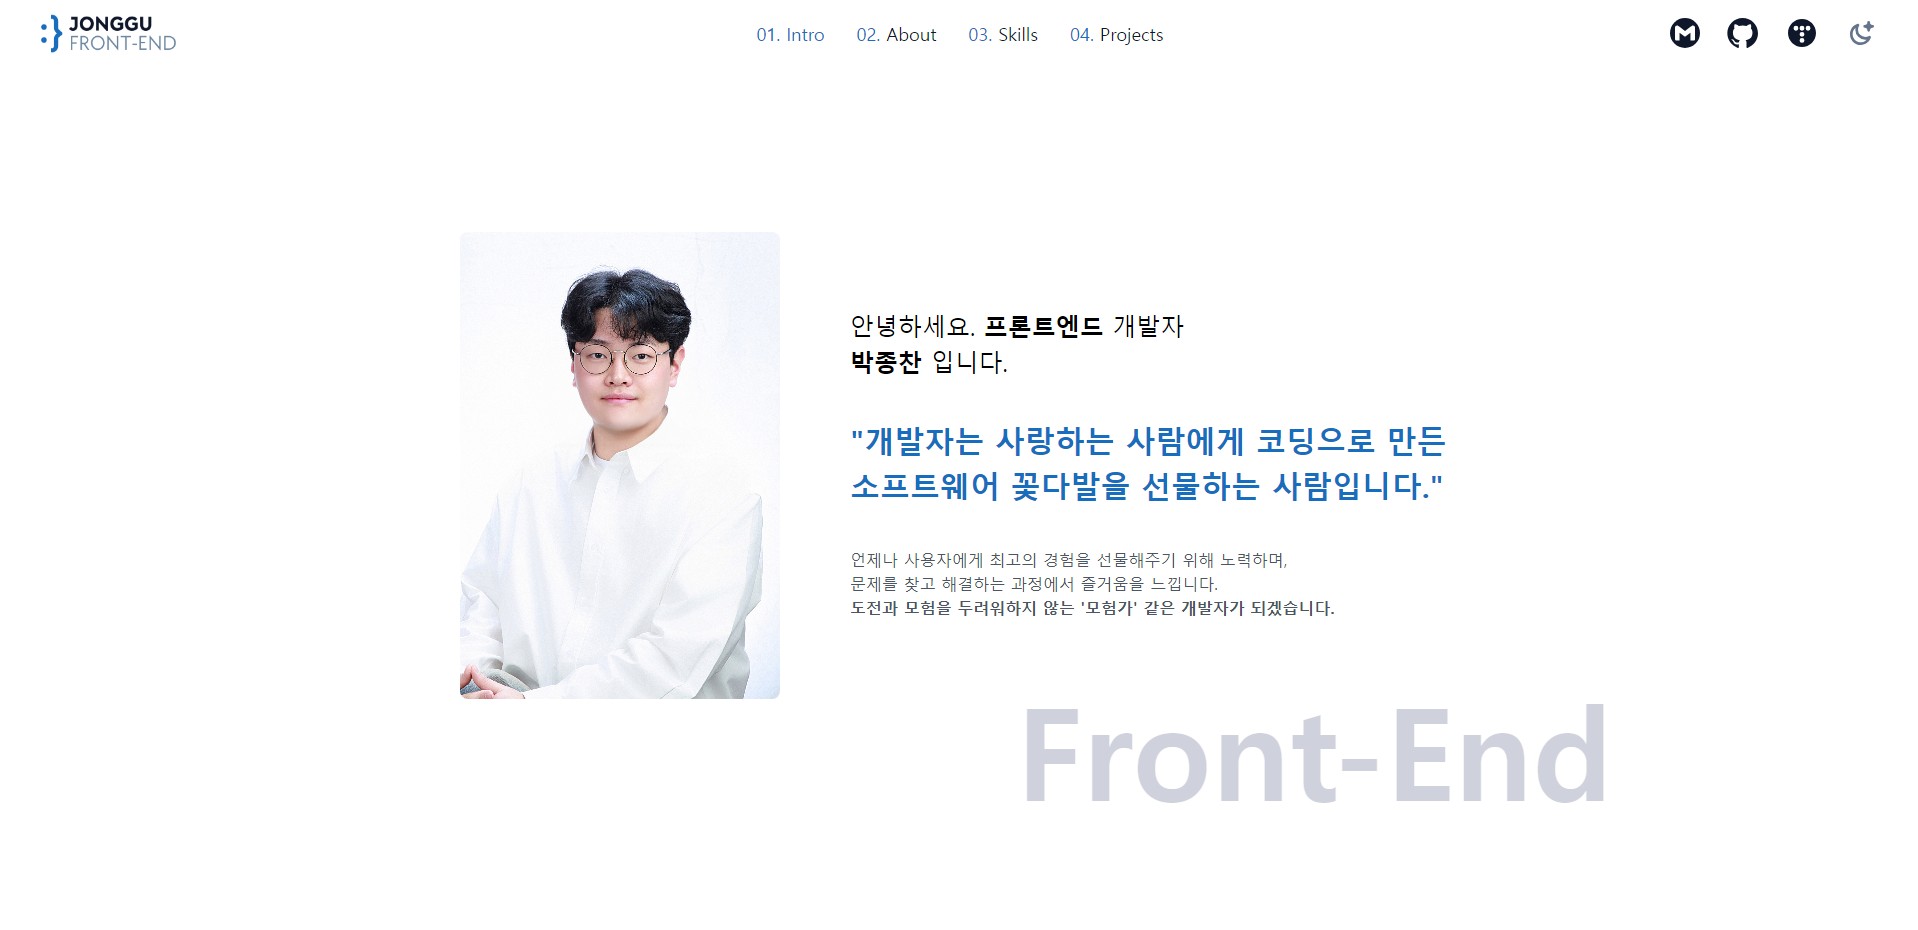 JONGGU
FRONT-END
01. Intro
02. About
03. Skills
04. Projects
안녕하세요. 프론트엔드 개발자
박종찬 입니다.
"개발자는 사랑하는 사람에게 코딩으로 만든
소프트웨어 꽃다발을 선물하는 사람입니다."
언제나 사용자에게 최고의 경험을 선물해주기 위해 노력하며,
문제를 찾고 해결하는 과정에서 즐거움을 느낍니다.
도전과 모험을 두려워하지 않는 '모험가' 같은 개발자가 되겠습니다.
Front-End